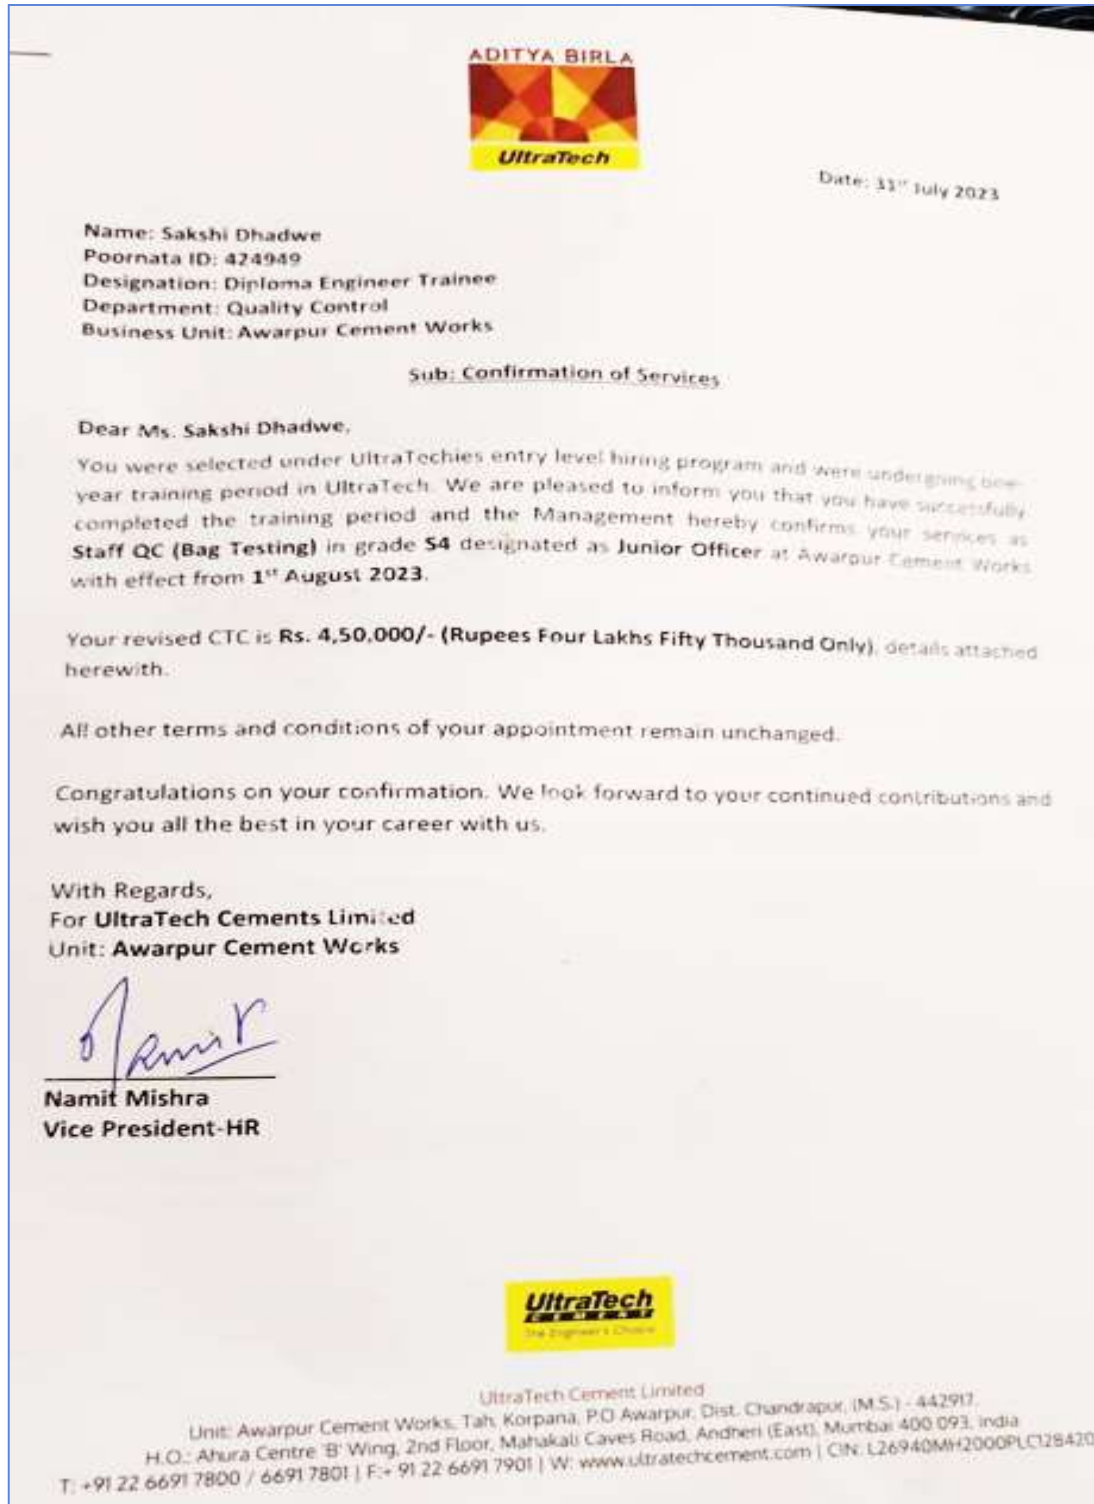 ADITYA BIRLA
UltraTech
Date: 31st July 2023
Name: Sakshi Dhadwe
Poornata ID: 424949
Designation: Diploma Engineer Trainee
Department: Quality Control
Business Unit: Awarpur Cement Works
Sub: Confirmation of Services
Dear Ms. Sakshi Dhadwe,
You were selected under UltraTechies entry level hiring program and were undergning one-
year training period in UltraTech. We are pleased to inform you that you have successfully
completed the training period and the Management hereby confirms your services as
Staff QC (Bag Testing) in grade S4 designated as Junior Officer at Awarpur Cement Works
with effect from 1st August 2023.
Your revised CTC is Rs. 4,50,000/- (Rupees Four Lakhs Fifty Thousand Only), details attached
herewith.
All other terms and conditions of your appointment remain unchanged.
Congratulations on your confirmation. We look forward to your continued contributions and
wish you all the best in your career with us.
With Regards,
For UltraTech Cements Limited
Unit: Awarpur Cement Works
Namit
Namit Mishra
Vice President-HR
UltraTech
CEMENT
The Engineer's Choice
UltraTech Cement Limited
Unit: Awarpur Cement Works, Tah. Korpana, P.O Awarpur, Dist. Chandrapur, (M.S.) - 442917.
H.O.: Ahura Centre 'B' Wing, 2nd Floor, Mahakali Caves Road, Andheri (East), Mumbai 400 093, India
T: +91 22 6691 7800 / 6691 7801 | F:+ 91 22 6691 7901 | W: www.ultratechcement.com | CIN: L26940MH2000PLC128420